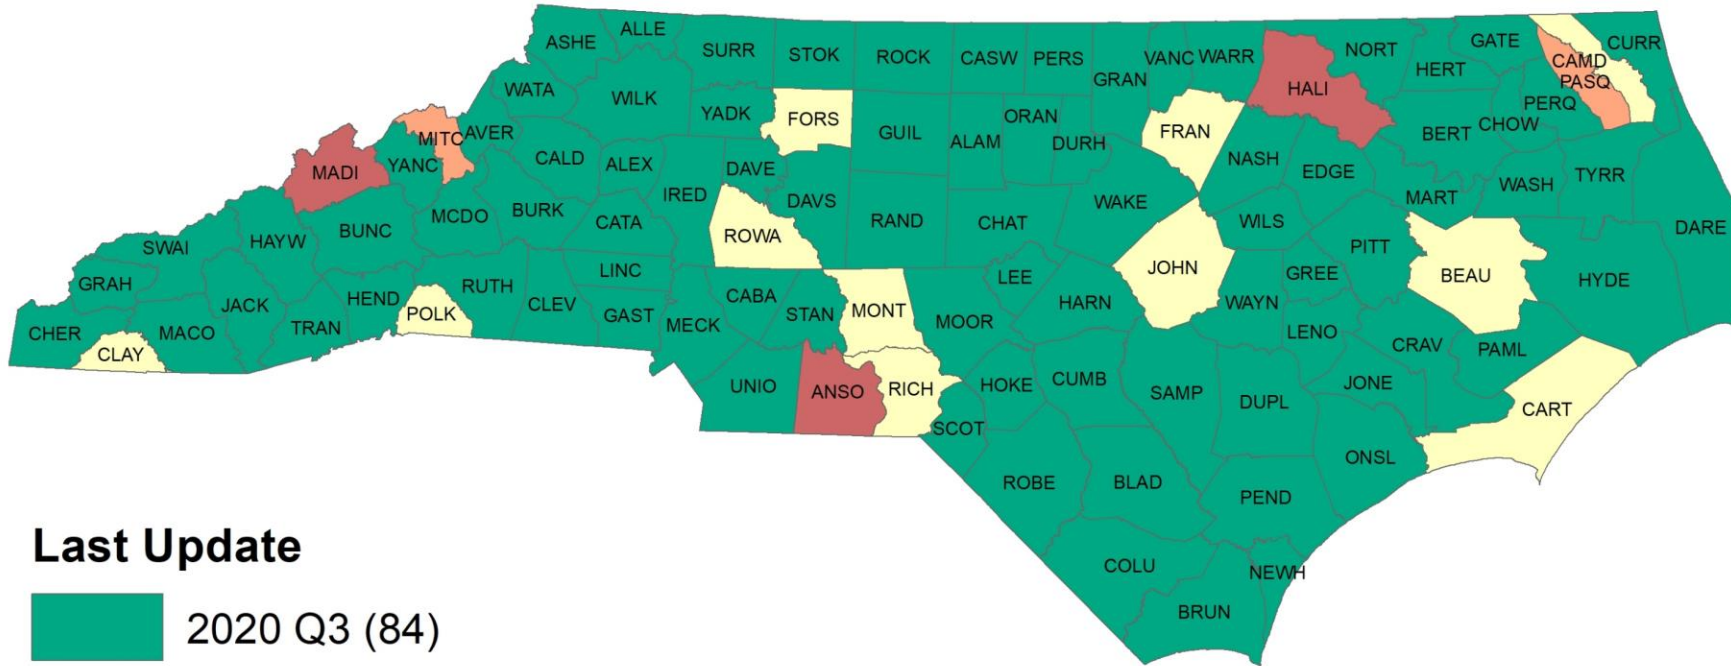 ALLE
ASHE
SURR
STOK
ROCK
CASW
PERS
VANC
WARR
NORT
GATE
CURR
GRAN
HERT
CAMD
WATA
WILK
HALI
PASQ
YADK
FORS
PERQ
MITC
AVER
GUIL
ORAN
FRAN
BERT
CHOW
ALAM
DURH
CALD
ALEX
DAVE
NASH
EDGE
MADI
YANC
WASH
TYRR
IRED
DAVS
WAKE
MART
MCDO
BURK
CATA
RAND
CHAT
WILS
BUNC
HAYW
ROWA
DARE
SWAI
PITT
LINC
JOHN
BEAU
LEE
GREE
HYDE
GRAH
RUTH
HEND
JACK
CABA
HARN
WAYN
CLEV
GAST
POLK
STAN
MONT
MOOR
MECK
TRAN
MACO
CHER
LENO
CRAV
PAML
CLAY
UNIO
ANSO
RICH
HOKE
CUMB
SAMP
DUPL
JONE
CART
SCOT
ONSL
ROBE
BLAD
PEND
Last Update
COLU
NEWH
BRUN
2020 Q3 (84)